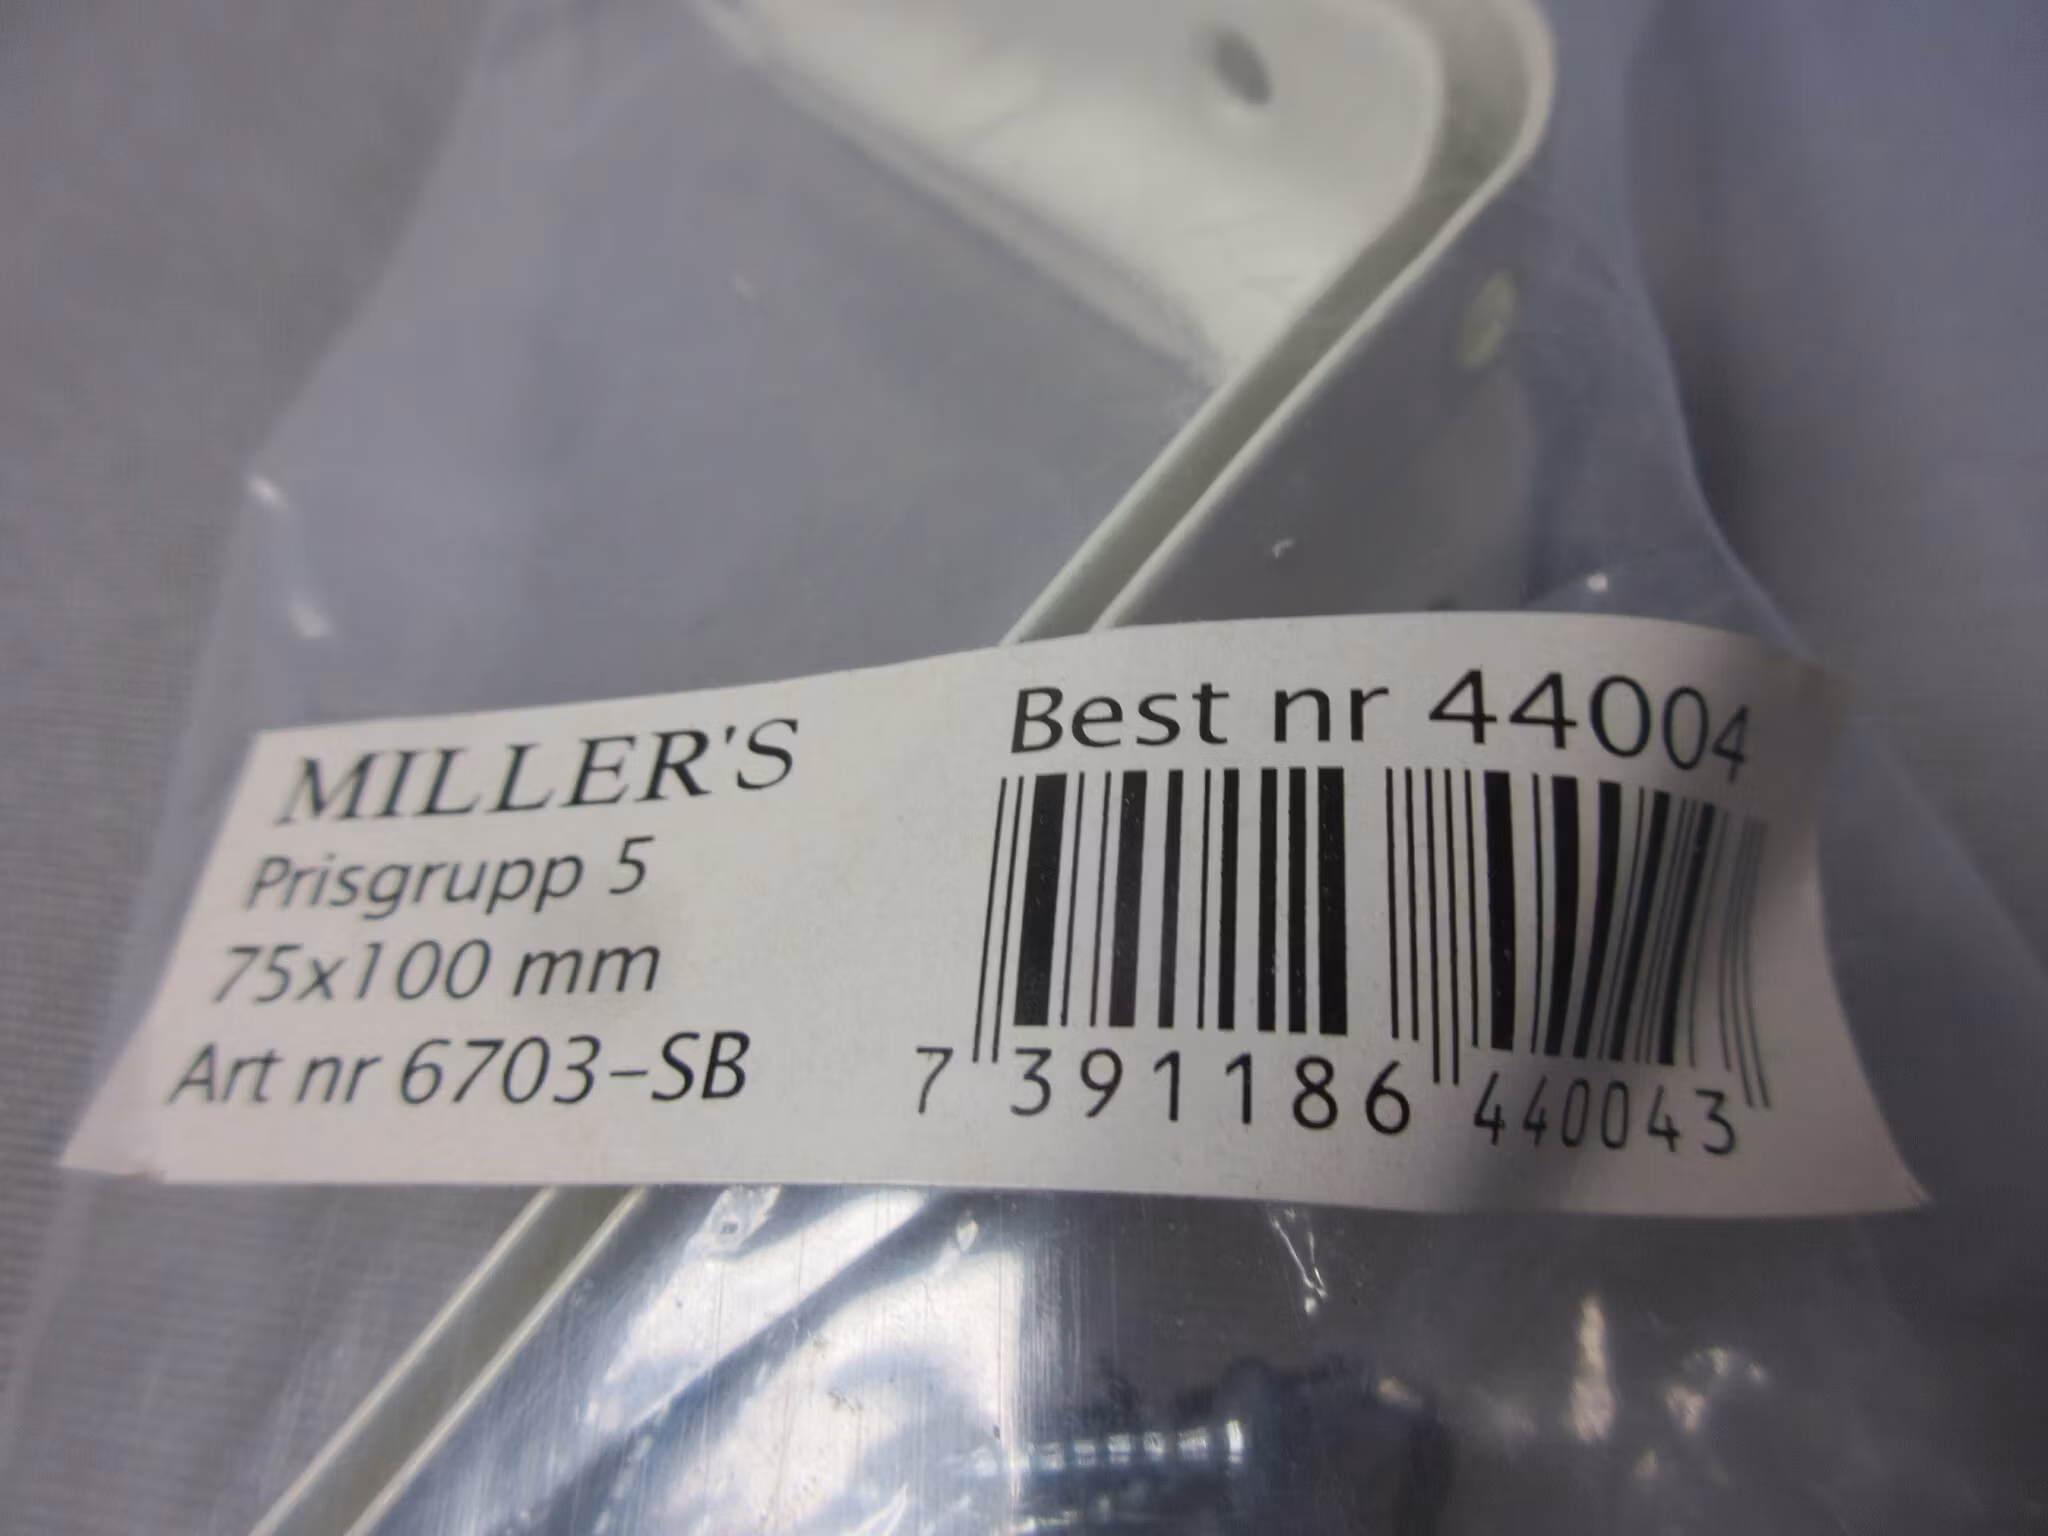 MILLER'S
Prisgrupp 5
75x100 mm
Art nr 6703-SB
Best nr 44004
7 391186 440043